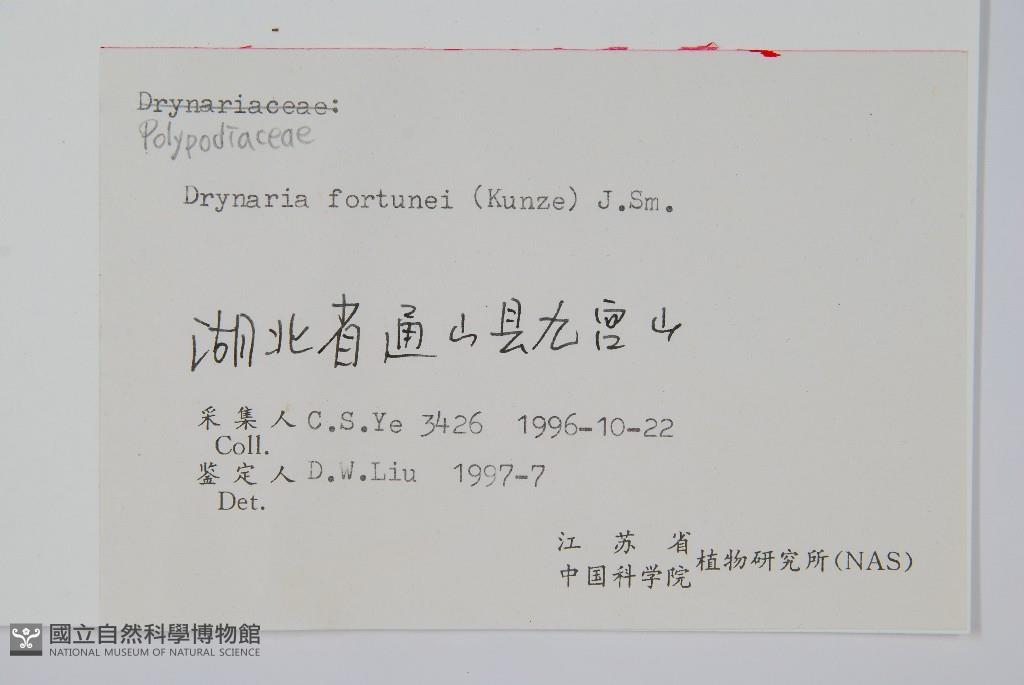 Drynariaceae:
Polypodiaceae
Drynaria fortunei (Kunze) J.Sm.
湖北省通山县九宫山
采集人 C.S.Ye 3426 1996-10-22
Coll.
鉴定人 D.W.Liu 1997-7
Det.
江苏省
中国科学院 植物研究所(NAS)
國立自然科學博物館
NATIONAL MUSEUM OF NATURAL SCIENCE